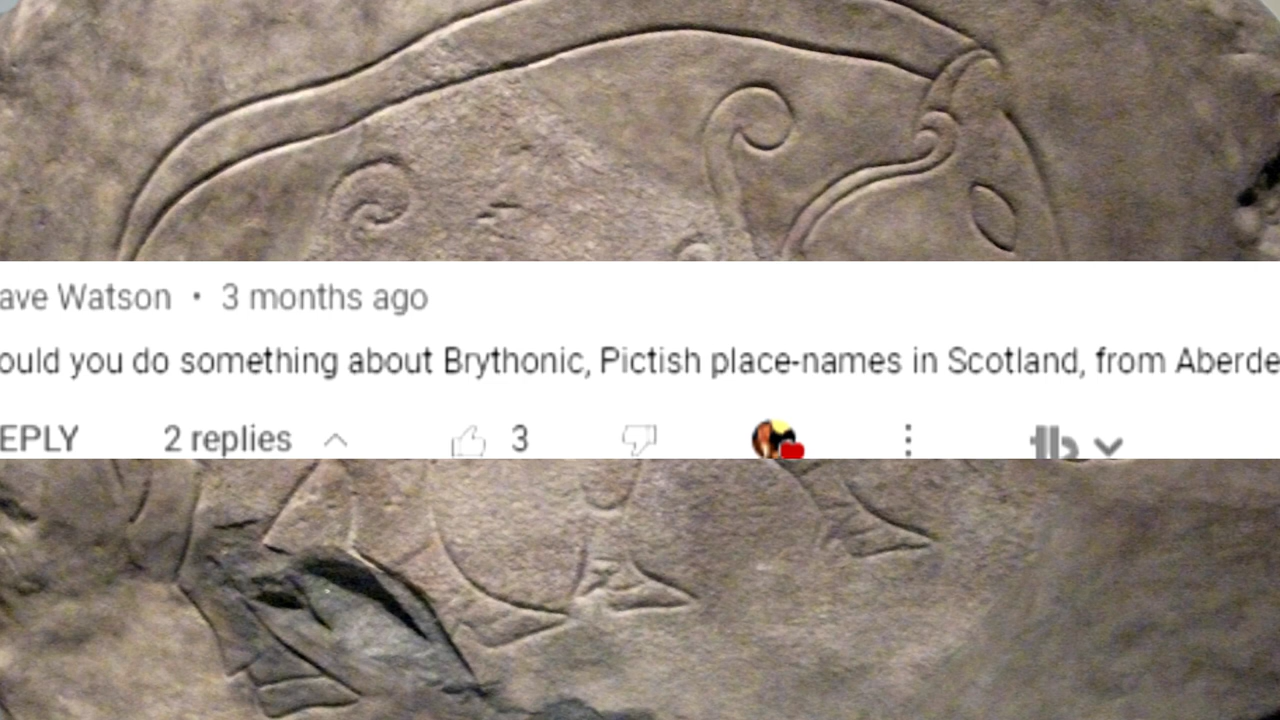 ave Watson • 3 months ago
ould you do something about Brythonic, Pictish place-names in Scotland, from Aberde
EPLY 2 replies 3